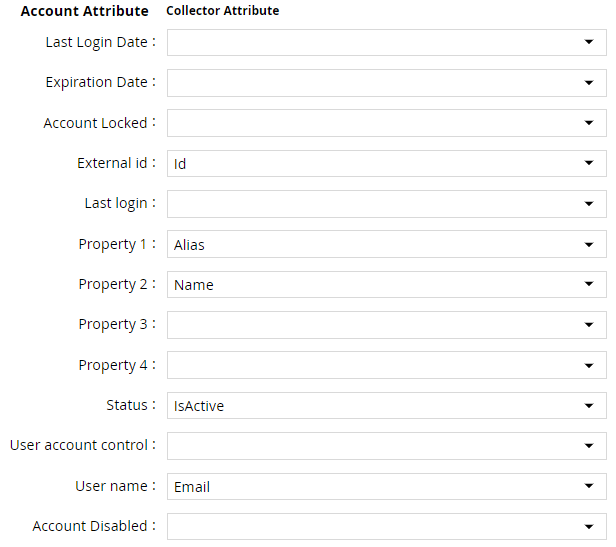 Account Attribute Collector Attribute
Last Login Date :
Expiration Date :
Account Locked :
External id : Id
Last login :
Property 1 : Alias
Property 2 : Name
Property 3 :
Property 4 :
Status : IsActive
User account control :
User name : Email
Account Disabled :